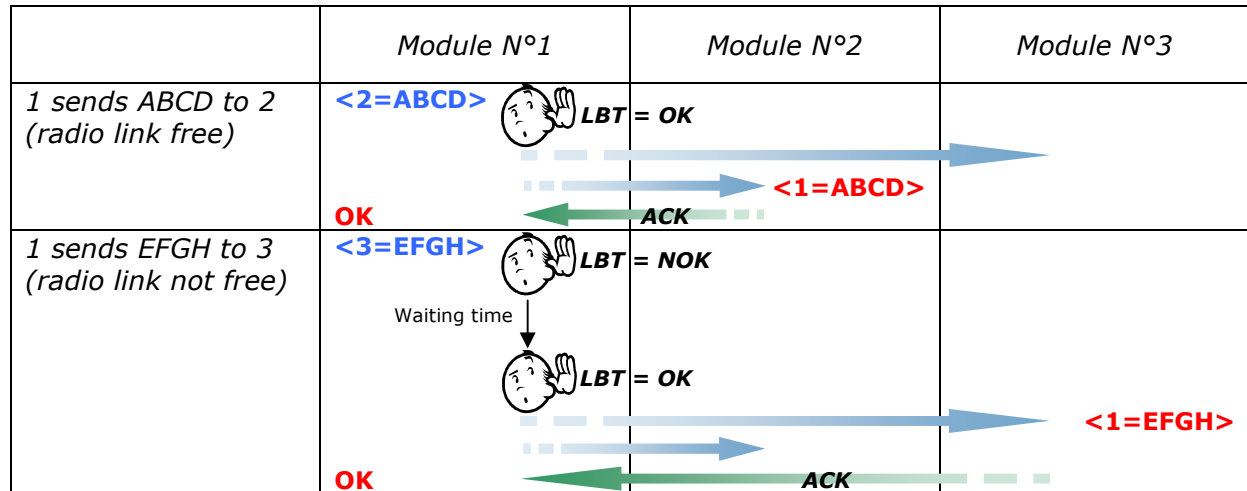 Module N°1 Module N°2 Module N°3
1 sends ABCD to 2
(radio link free)
<2=ABCD>
LBT = OK
<1=ABCD>
OK
ACK
1 sends EFGH to 3
(radio link not free)
<3=EFGH>
LBT = NOK
Waiting time
LBT = OK
<1=EFGH>
OK
ACK